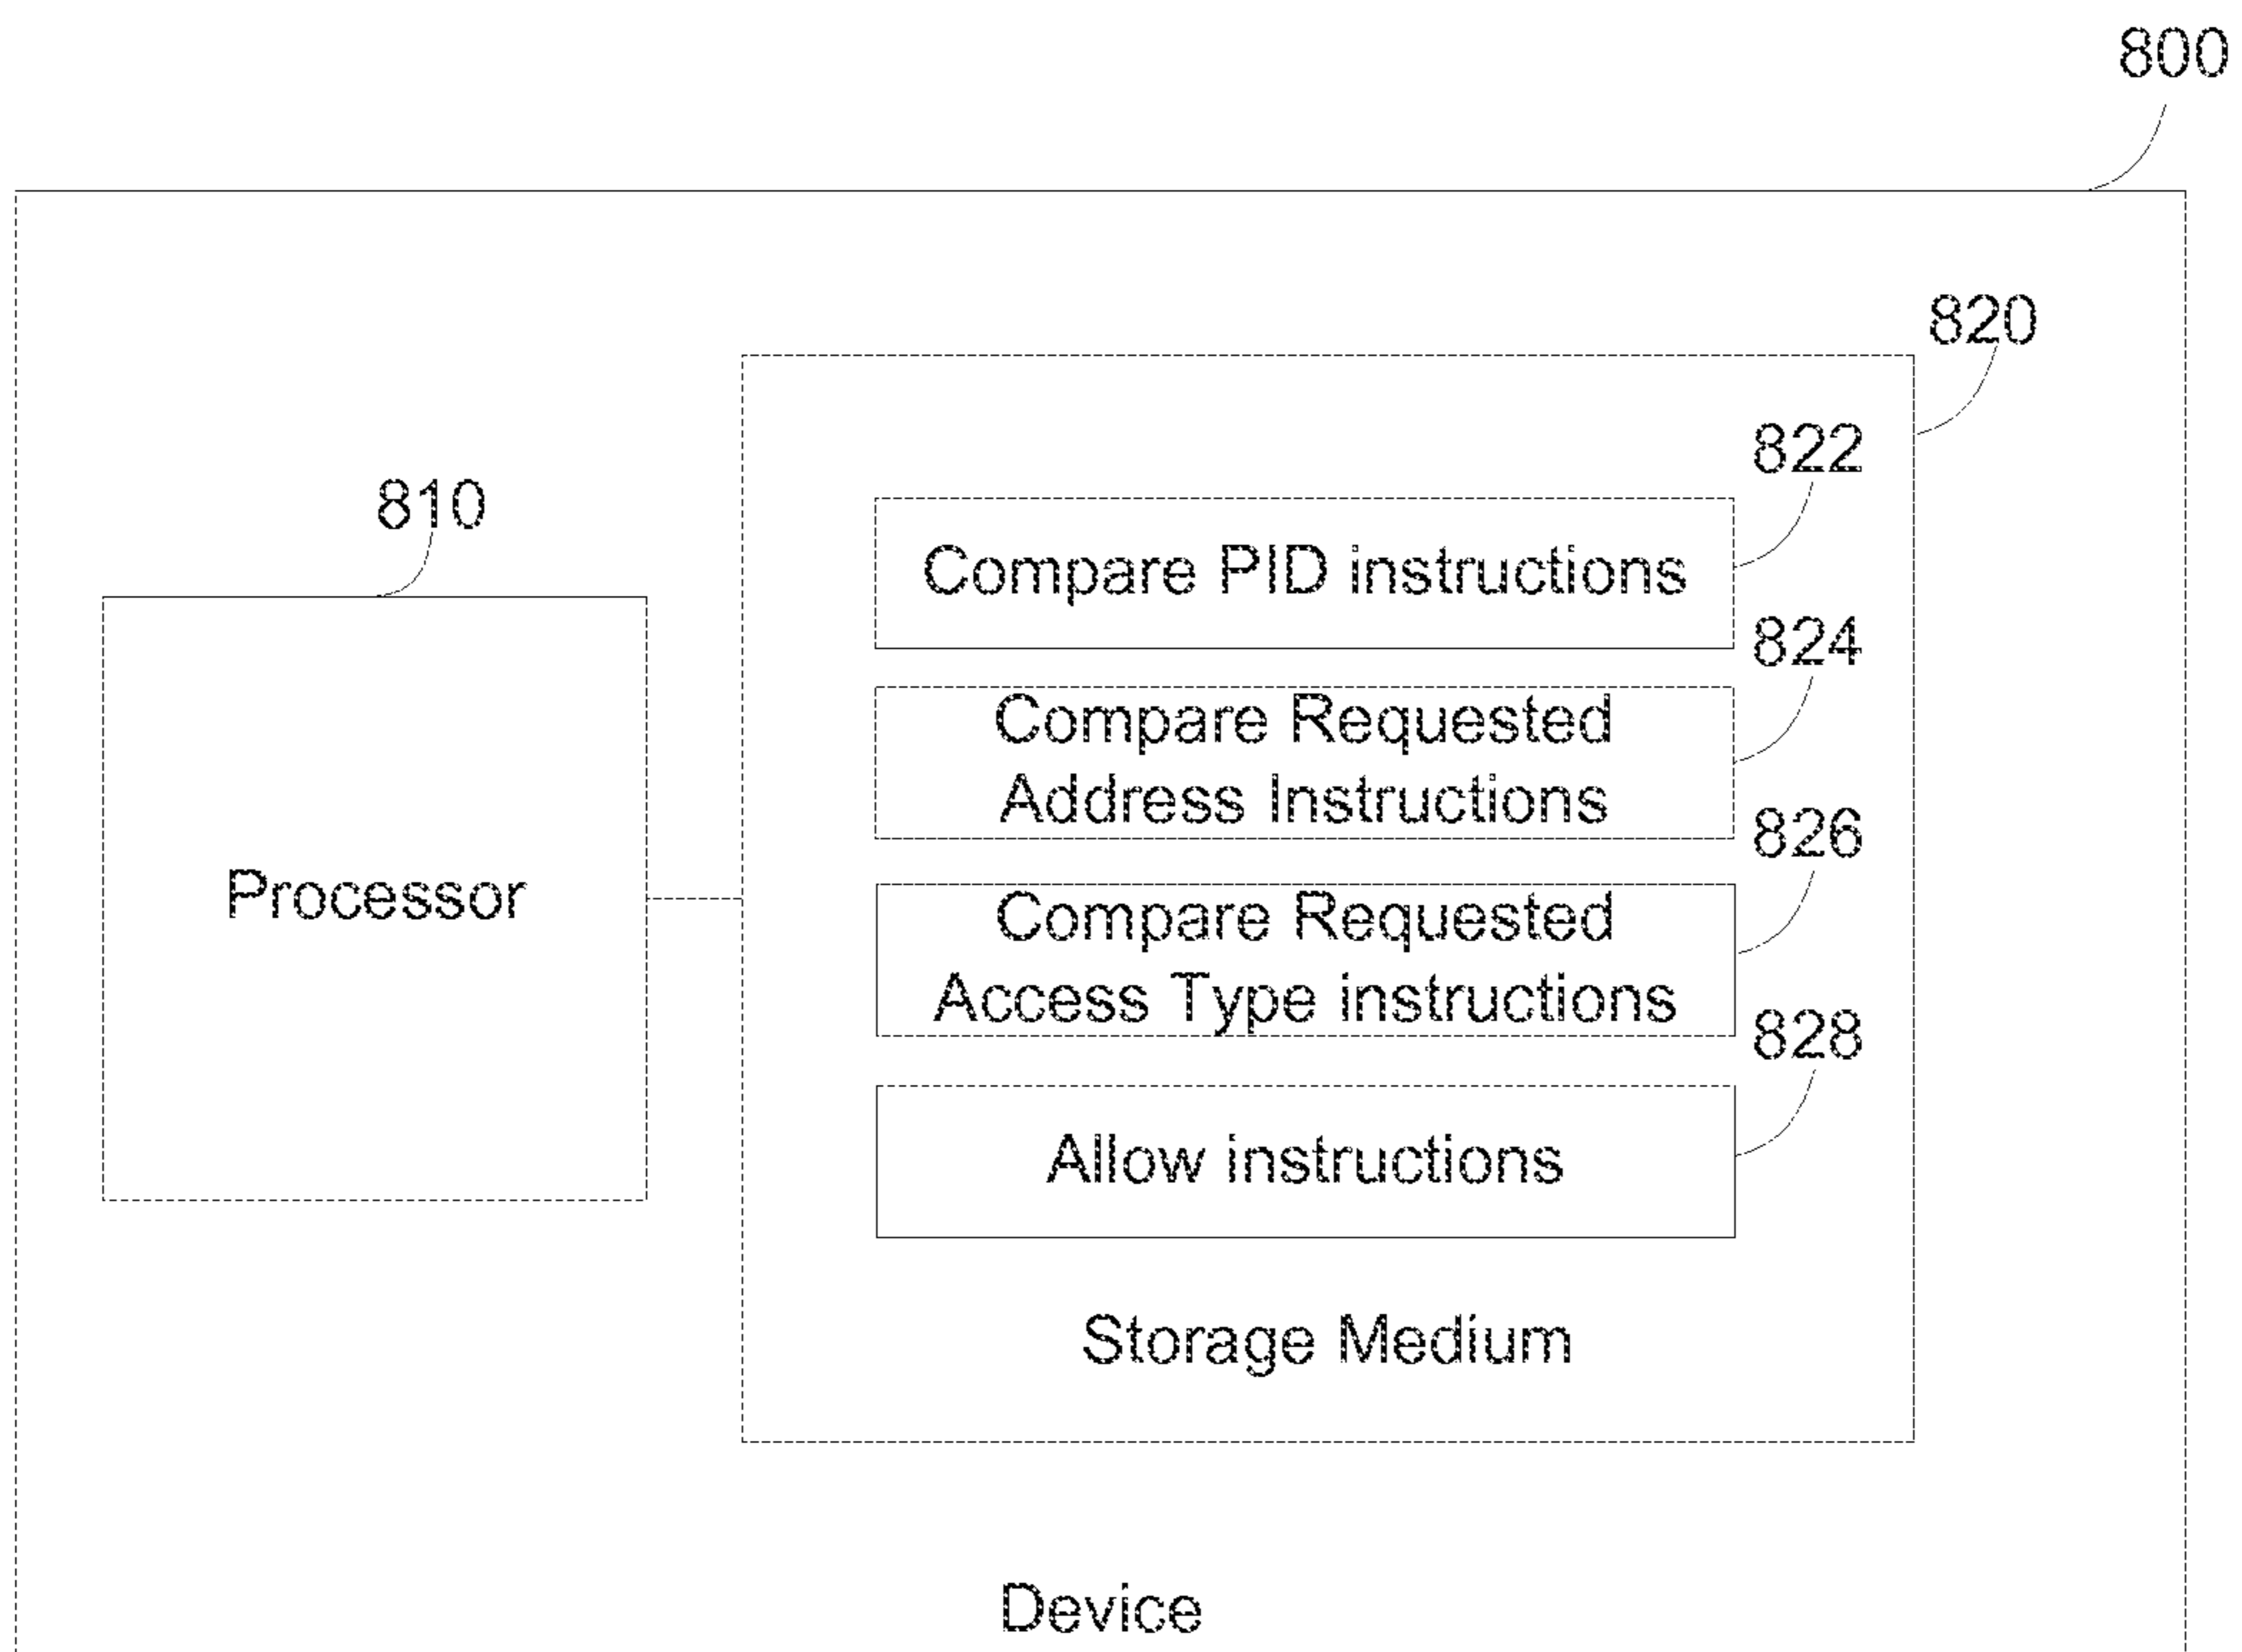 800
820
822
810
Compare PID instructions
824
Compare Requested
Address Instructions
826
Compare Requested
Access Type instructions
Processor
828
Allow instructions
Storage Medium
Device